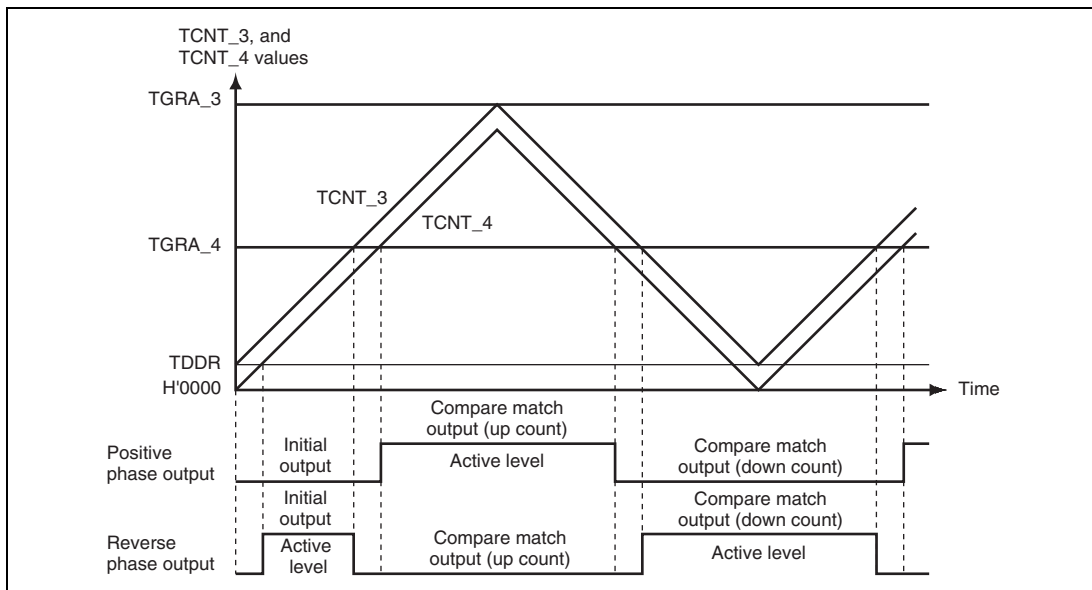 TCNT_3, and
TCNT_4 values
TGRA_3
TCNT_3
TCNT_4
TGRA_4
TDDR
H'0000
Time
Positive
phase output
Initial
output
Compare match
output (up count)
Active level
Compare match
output (down count)
Reverse
phase output
Initial
output
Active
level
Compare match
output (up count)
Compare match
output (down count)
Active level